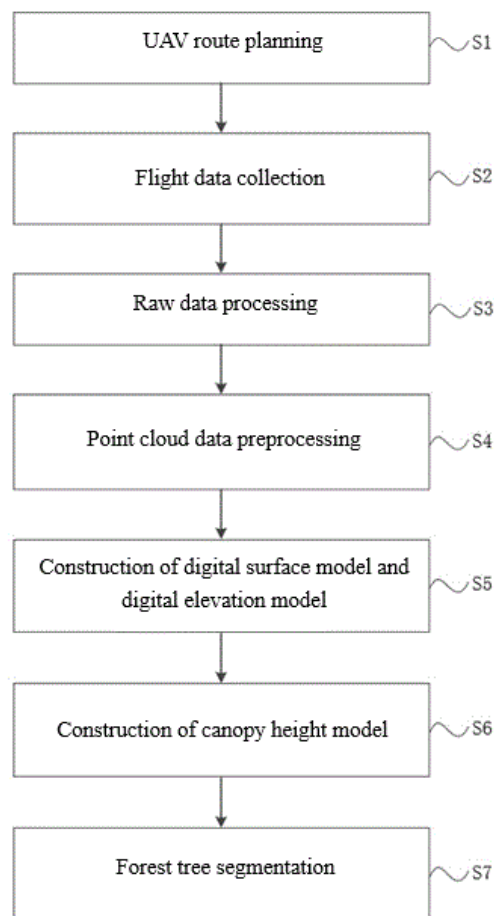 UAV route planning
S1
Flight data collection
S2
Raw data processing
S3
Point cloud data preprocessing
S4
Construction of digital surface model and
digital elevation model
S5
Construction of canopy height model
S6
Forest tree segmentation
S7